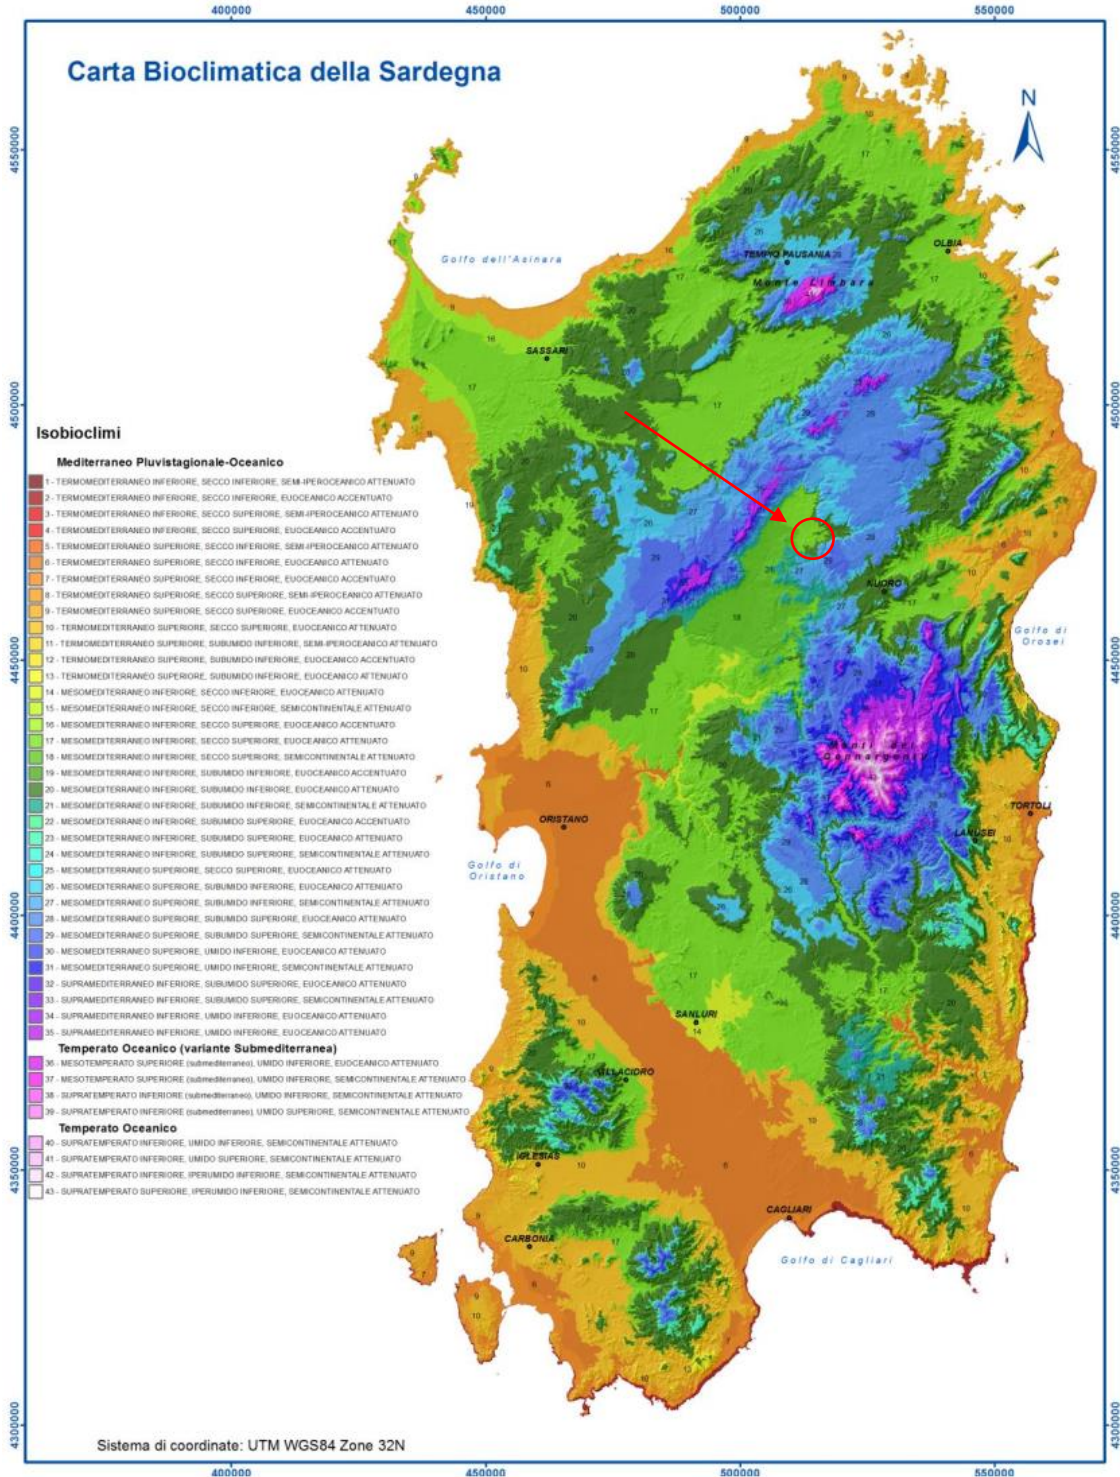 400000 450000 500000 550000
Carta Bioclimatica della Sardegna
N
4550000 4550000
Golfo dell'Asinara
TEMPIO PAUSANIA
OLBIA
Monte Limbara
SASSARI
4500000 4500000
Isobioclimi
Mediterraneo Pluvistagionale-Oceanico
1 - TERMOMEDITERRANEO INFERIORE, SECCO INFERIORE, SEMI-IPEROCEANICO ATTENUATO
2 - TERMOMEDITERRANEO INFERIORE, SECCO INFERIORE, EUOCEANICO ACCENTUATO
3 - TERMOMEDITERRANEO INFERIORE, SECCO SUPERIORE, SEMI-IPEROCEANICO ATTENUATO
4 - TERMOMEDITERRANEO INFERIORE, SECCO SUPERIORE, EUOCEANICO ACCENTUATO
5 - TERMOMEDITERRANEO SUPERIORE, SECCO INFERIORE, SEMI-IPEROCEANICO ATTENUATO
6 - TERMOMEDITERRANEO SUPERIORE, SECCO INFERIORE, EUOCEANICO ATTENUATO
7 - TERMOMEDITERRANEO SUPERIORE, SECCO INFERIORE, EUOCEANICO ACCENTUATO
8 - TERMOMEDITERRANEO SUPERIORE, SECCO SUPERIORE, SEMI-IPEROCEANICO ATTENUATO
9 - TERMOMEDITERRANEO SUPERIORE, SECCO SUPERIORE, EUOCEANICO ACCENTUATO
10 - TERMOMEDITERRANEO SUPERIORE, SECCO SUPERIORE, EUOCEANICO ATTENUATO
11 - TERMOMEDITERRANEO SUPERIORE, SUBUMIDO INFERIORE, SEMI-IPEROCEANICO ATTENUATO
12 - TERMOMEDITERRANEO SUPERIORE, SUBUMIDO INFERIORE, EUOCEANICO ACCENTUATO
13 - TERMOMEDITERRANEO SUPERIORE, SUBUMIDO INFERIORE, EUOCEANICO ATTENUATO
14 - MESOMEDITERRANEO INFERIORE, SECCO INFERIORE, EUOCEANICO ATTENUATO
15 - MESOMEDITERRANEO INFERIORE, SECCO INFERIORE, SEMICONTINENTALE ATTENUATO
16 - MESOMEDITERRANEO INFERIORE, SECCO SUPERIORE, EUOCEANICO ACCENTUATO
17 - MESOMEDITERRANEO INFERIORE, SECCO SUPERIORE, EUOCEANICO ATTENUATO
18 - MESOMEDITERRANEO INFERIORE, SECCO SUPERIORE, SEMICONTINENTALE ATTENUATO
19 - MESOMEDITERRANEO INFERIORE, SUBUMIDO INFERIORE, EUOCEANICO ACCENTUATO
20 - MESOMEDITERRANEO INFERIORE, SUBUMIDO INFERIORE, EUOCEANICO ATTENUATO
21 - MESOMEDITERRANEO INFERIORE, SUBUMIDO INFERIORE, SEMICONTINENTALE ATTENUATO
22 - MESOMEDITERRANEO INFERIORE, SUBUMIDO SUPERIORE, EUOCEANICO ACCENTUATO
23 - MESOMEDITERRANEO INFERIORE, SUBUMIDO SUPERIORE, EUOCEANICO ATTENUATO
24 - MESOMEDITERRANEO INFERIORE, SUBUMIDO SUPERIORE, SEMICONTINENTALE ATTENUATO
25 - MESOMEDITERRANEO SUPERIORE, SECCO SUPERIORE, EUOCEANICO ATTENUATO
26 - MESOMEDITERRANEO SUPERIORE, SUBUMIDO INFERIORE, EUOCEANICO ATTENUATO
27 - MESOMEDITERRANEO SUPERIORE, SUBUMIDO INFERIORE, SEMICONTINENTALE ATTENUATO
28 - MESOMEDITERRANEO SUPERIORE, SUBUMIDO SUPERIORE, EUOCEANICO ATTENUATO
29 - MESOMEDITERRANEO SUPERIORE, SUBUMIDO SUPERIORE, SEMICONTINENTALE ATTENUATO
30 - MESOMEDITERRANEO SUPERIORE, UMIDO INFERIORE, EUOCEANICO ATTENUATO
31 - MESOMEDITERRANEO SUPERIORE, UMIDO INFERIORE, SEMICONTINENTALE ATTENUATO
32 - SUPRAMEDITERRANEO INFERIORE, SUBUMIDO SUPERIORE, EUOCEANICO ATTENUATO
33 - SUPRAMEDITERRANEO INFERIORE, SUBUMIDO SUPERIORE, SEMICONTINENTALE ATTENUATO
34 - SUPRAMEDITERRANEO INFERIORE, UMIDO INFERIORE, EUOCEANICO ATTENUATO
35 - SUPRAMEDITERRANEO INFERIORE, UMIDO INFERIORE, EUOCEANICO ATTENUATO
Temperato Oceanico (variante Submediterranea)
36 - MESOTEMPERATO SUPERIORE (submediterraneo), UMIDO INFERIORE, EUOCEANICO ATTENUATO
37 - MESOTEMPERATO SUPERIORE (submediterraneo), UMIDO INFERIORE, SEMICONTINENTALE ATTENUATO
38 - SUPRATEMPERATO INFERIORE (submediterraneo), UMIDO INFERIORE, SEMICONTINENTALE ATTENUATO
39 - SUPRATEMPERATO INFERIORE (submediterraneo), UMIDO SUPERIORE, SEMICONTINENTALE ATTENUATO
Temperato Oceanico
40 - SUPRATEMPERATO INFERIORE, UMIDO INFERIORE, SEMICONTINENTALE ATTENUATO
41 - SUPRATEMPERATO INFERIORE, UMIDO SUPERIORE, SEMICONTINENTALE ATTENUATO
42 - SUPRATEMPERATO INFERIORE, IPERUMIDO INFERIORE, SEMICONTINENTALE ATTENUATO
43 - SUPRATEMPERATO SUPERIORE, IPERUMIDO INFERIORE, SEMICONTINENTALE ATTENUATO
NUORO
Golfo di
Orosei
4450000 4450000
Monti del
Gennargentu
ORISTANO
TORTOLI
LANUSEI
Golfo di
Oristano
4400000 4400000
SANLURI
VILLACIDRO
IGLESIAS
4350000 4350000
CAGLIARI
CARBONIA
Golfo di Cagliari
4300000 4300000
Sistema di coordinate: UTM WGS84 Zone 32N
400000 450000 500000 550000